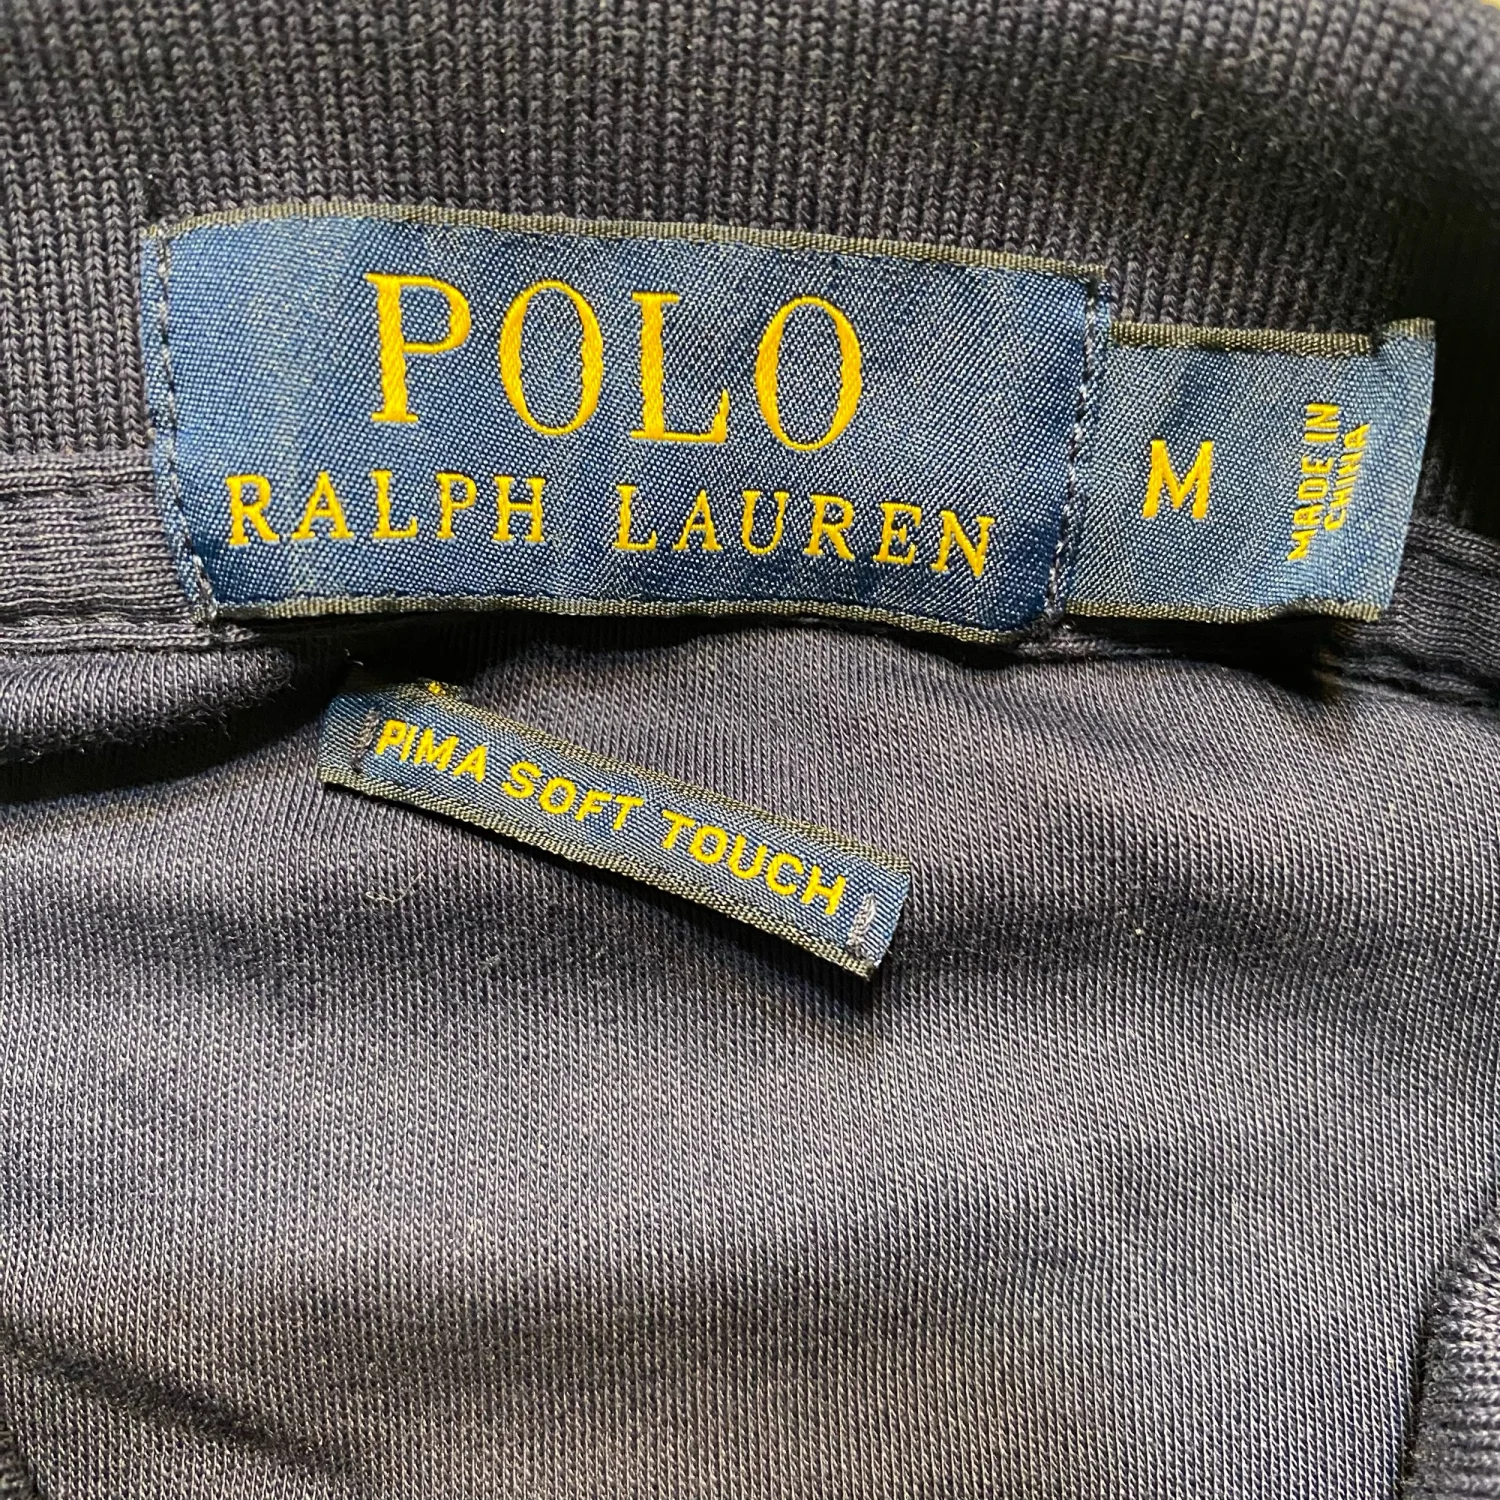 POLO
RALPH LAUREN
M
MADE IN
CHINA
PIMA SOFT TOUCH